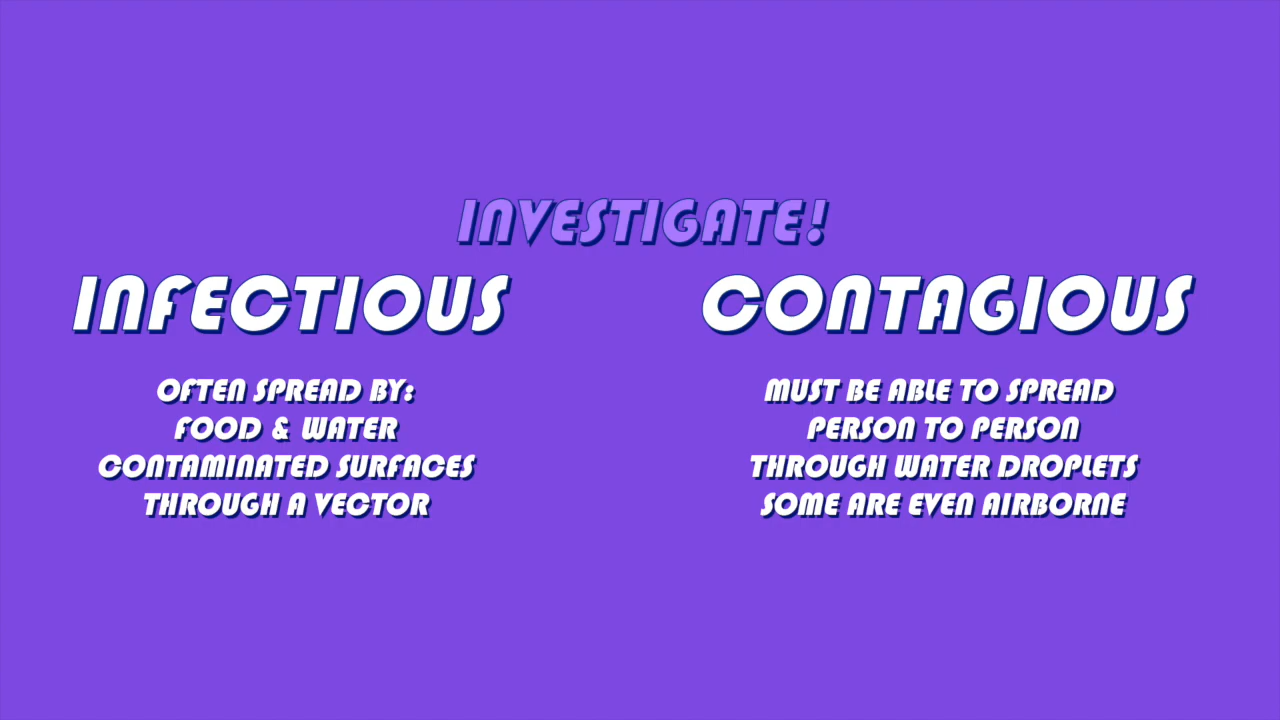 INVESTIGATE!
INFECTIOUS
OFTEN SPREAD BY:
FOOD & WATER
CONTAMINATED SURFACES
THROUGH A VECTOR
CONTAGIOUS
MUST BE ABLE TO SPREAD
PERSON TO PERSON
THROUGH WATER DROPLETS
SOME ARE EVEN AIRBORNE